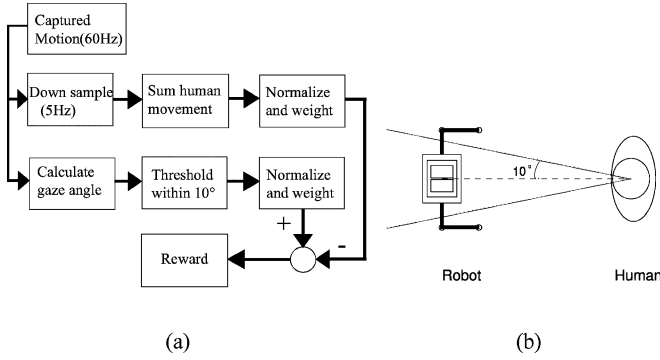 Captured
Motion(60Hz)
Down sample
(5Hz)
Sum human
movement
Normalize
and weight
Calculate
gaze angle
Threshold
within 10°
Normalize
and weight
+
-
Reward
(a)
10°
Robot
Human
(b)